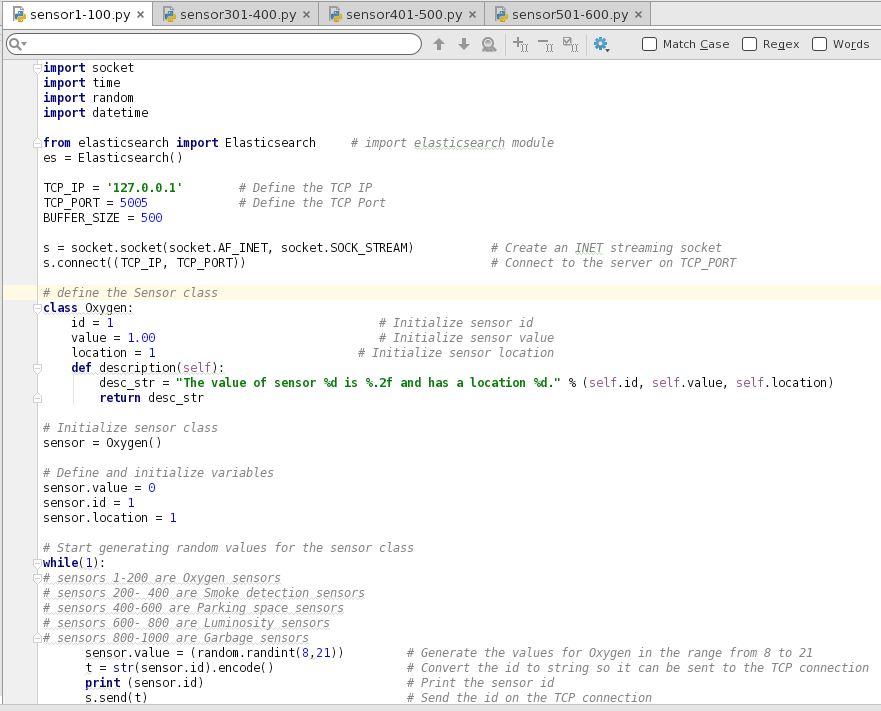 sensor1-100.py × sensor301-400.py × sensor401-500.py × sensor501-600.py ×
Match Case Regex Words
import socket
import time
import random
import datetime
from elasticsearch import Elasticsearch # import elasticsearch module
es = Elasticsearch()
TCP_IP = '127.0.0.1' # Define the TCP IP
TCP_PORT = 5005 # Define the TCP Port
BUFFER_SIZE = 500
s = socket.socket(socket.AF_INET, socket.SOCK_STREAM) # Create an INET streaming socket
s.connect((TCP_IP, TCP_PORT)) # Connect to the server on TCP_PORT
# define the Sensor class
class Oxygen:
id = 1 # Initialize sensor id
value = 1.00 # Initialize sensor value
location = 1 # Initialize sensor location
def description(self):
desc_str = "The value of sensor %d is %.2f and has a location %d." % (self.id, self.value, self.location)
return desc_str
# Initialize sensor class
sensor = Oxygen()
# Define and initialize variables
sensor.value = 0
sensor.id = 1
sensor.location = 1
# Start generating random values for the sensor class
while(1):
# sensors 1-200 are Oxygen sensors
# sensors 200- 400 are Smoke detection sensors
# sensors 400-600 are Parking space sensors
# sensors 600- 800 are Luminosity sensors
# sensors 800-1000 are Garbage sensors
sensor.value = (random.randint(8,21)) # Generate the values for Oxygen in the range from 8 to 21
t = str(sensor.id).encode() # Convert the id to string so it can be sent to the TCP connection
print (sensor.id) # Print the sensor id
s.send(t) # Send the id on the TCP connection